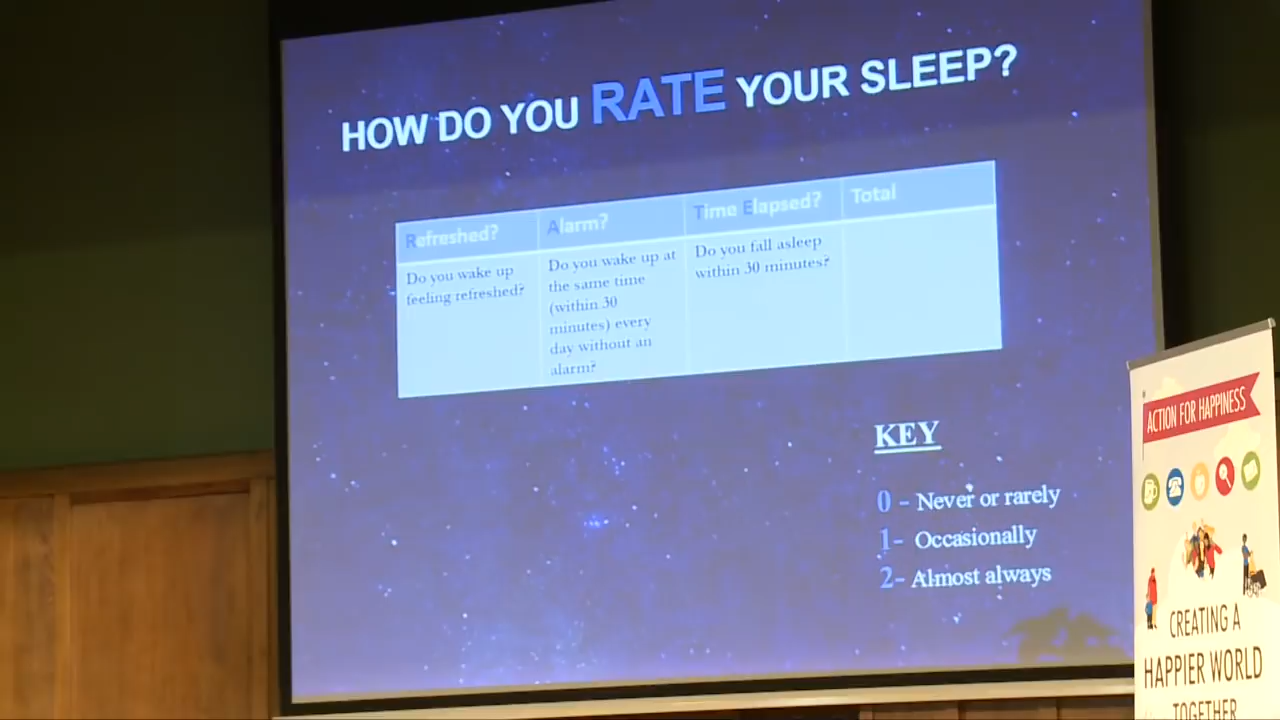 HOW DO YOU RATE YOUR SLEEP?
Refreshed?
Alarm?
Time Elapsed?
Total
Do you wake up
feeling refreshed?
Do you wake up at
the same time
(within 30
minutes) every
day without an
alarm?
Do you fall asleep
within 30 minutes?
KEY
0 - Never or rarely
1- Occasionally
2- Almost always
ACTION FOR HAPPINESS
CREATING A
HAPPIER WORLD
TOGETHER